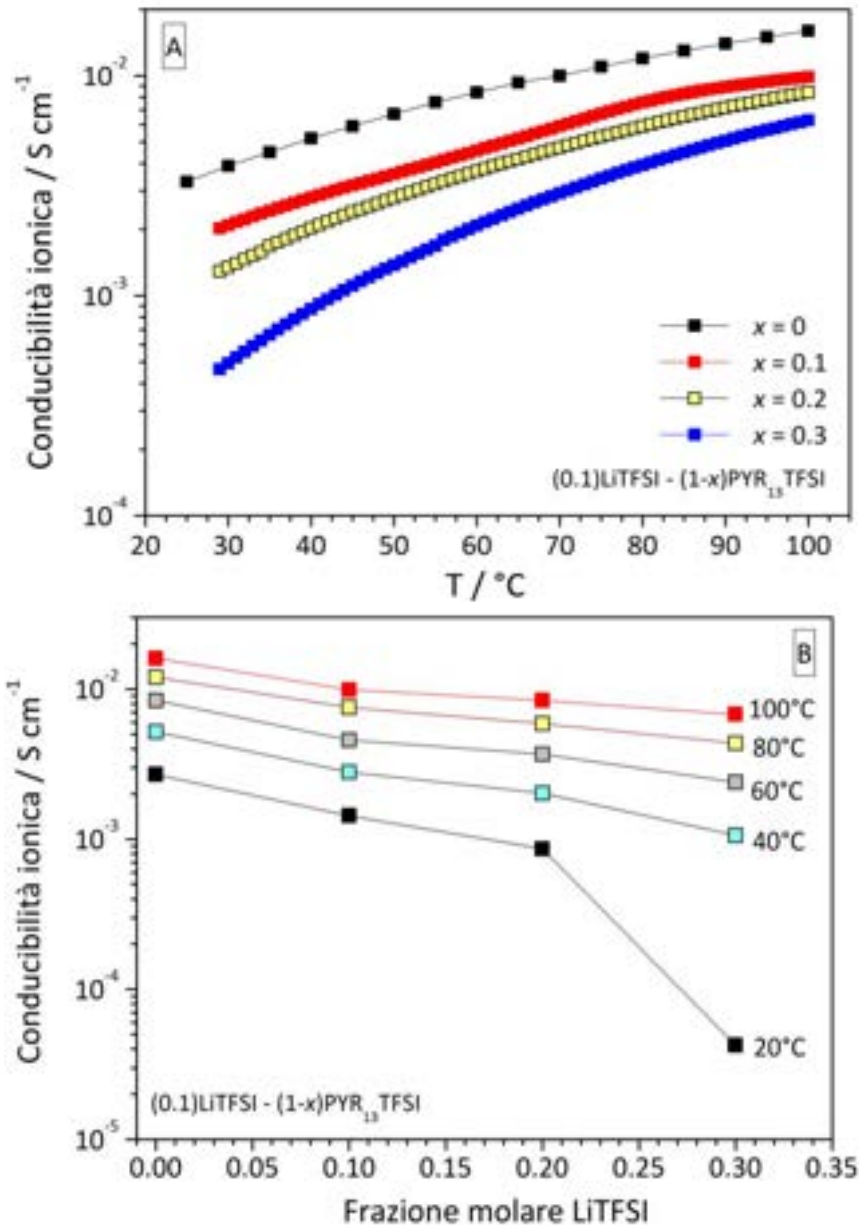 A
Conducibilità ionica / S cm⁻¹
10⁻²
10⁻³
10⁻⁴
x = 0
x = 0.1
x = 0.2
x = 0.3
(0.1)LiTFSI - (1-x)PYR₁₃TFSI
20 30 40 50 60 70 80 90 100
T / °C
B
Conducibilità ionica / S cm⁻¹
10⁻²
10⁻³
10⁻⁴
10⁻⁵
100°C
80°C
60°C
40°C
20°C
(0.1)LiTFSI - (1-x)PYR₁₃TFSI
0.00 0.05 0.10 0.15 0.20 0.25 0.30 0.35
Frazione molare LiTFSI